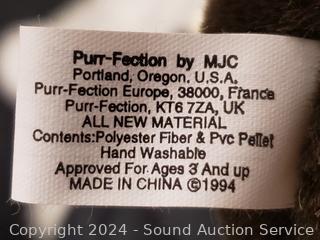 Purr-Fection by MJC
Portland, Oregon. U.S.A.
Purr-Fection Europe, 38000, France
Purr-Fection, KT6 7ZA, UK
ALL NEW MATERIAL
Contents:Polyester Fiber & Pvc Pellet
Hand Washable
Approved For Ages 3 And up
MADE IN CHINA ©1994
Copyright 2024 - Sound Auction Service